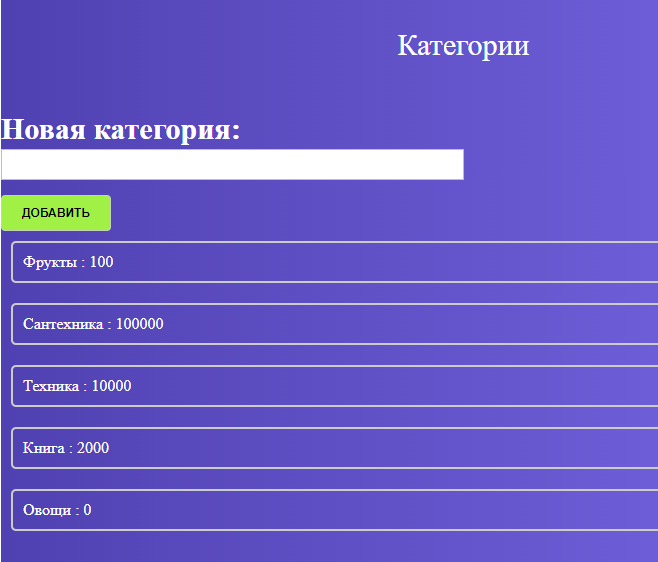 Категории
Новая категория:
ДОБАВИТЬ
Фрукты : 100
Сантехника : 100000
Техника : 10000
Книга : 2000
Овощи : 0